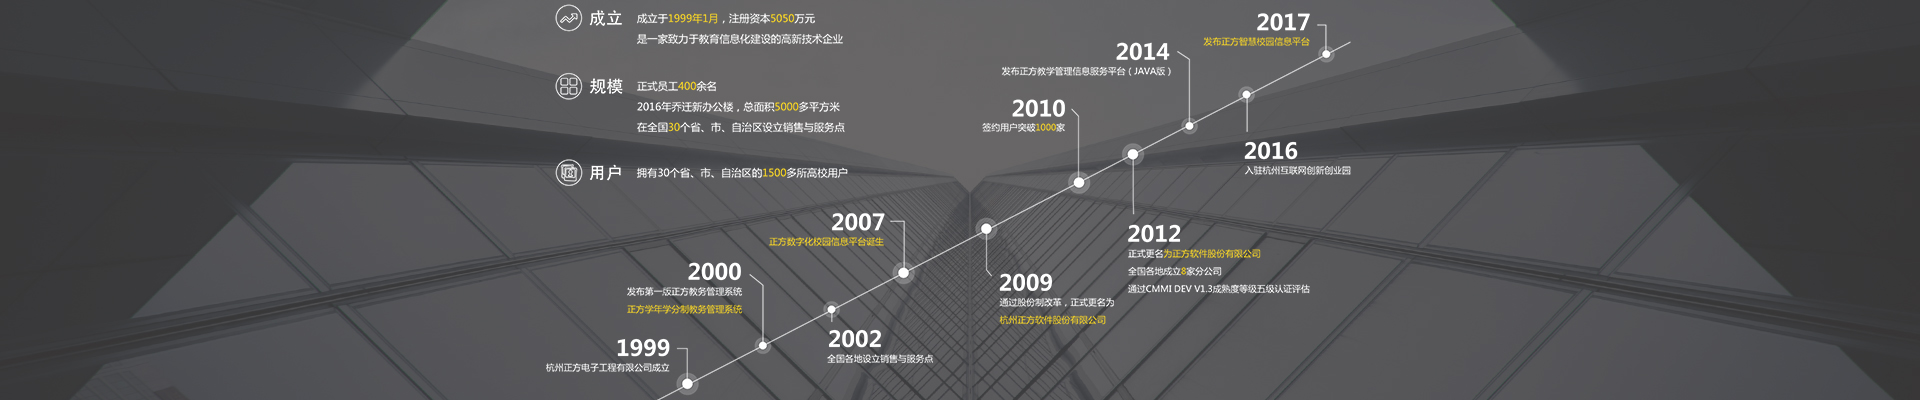 成立
成立于1999年1月，注册资本5050万元
是一家致力于教育信息化建设的高新技术企业
规模
正式员工400余名
2016年乔迁新办公楼，总面积5000多平方米
在全国30个省、市、自治区设立销售与服务点
用户
拥有30个省、市、自治区的1500多所高校用户
1999
杭州正方电子工程有限公司成立
2000
发布第一版正方教务管理系统
正方学年学分制教务管理系统
2002
全国各地设立销售与服务点
2007
正方数字化校园信息平台诞生
2009
通过股份制改革，正式更名为
杭州正方软件股份有限公司
2010
签约用户突破1000家
2012
正式更名为正方软件股份有限公司
全国各地成立8家分公司
通过CMMI DEV V1.3成熟度等级五级认证评估
2014
发布正方教学管理信息服务平台（JAVA版）
2016
入驻杭州互联网创新创业园
2017
发布正方智慧校园信息平台